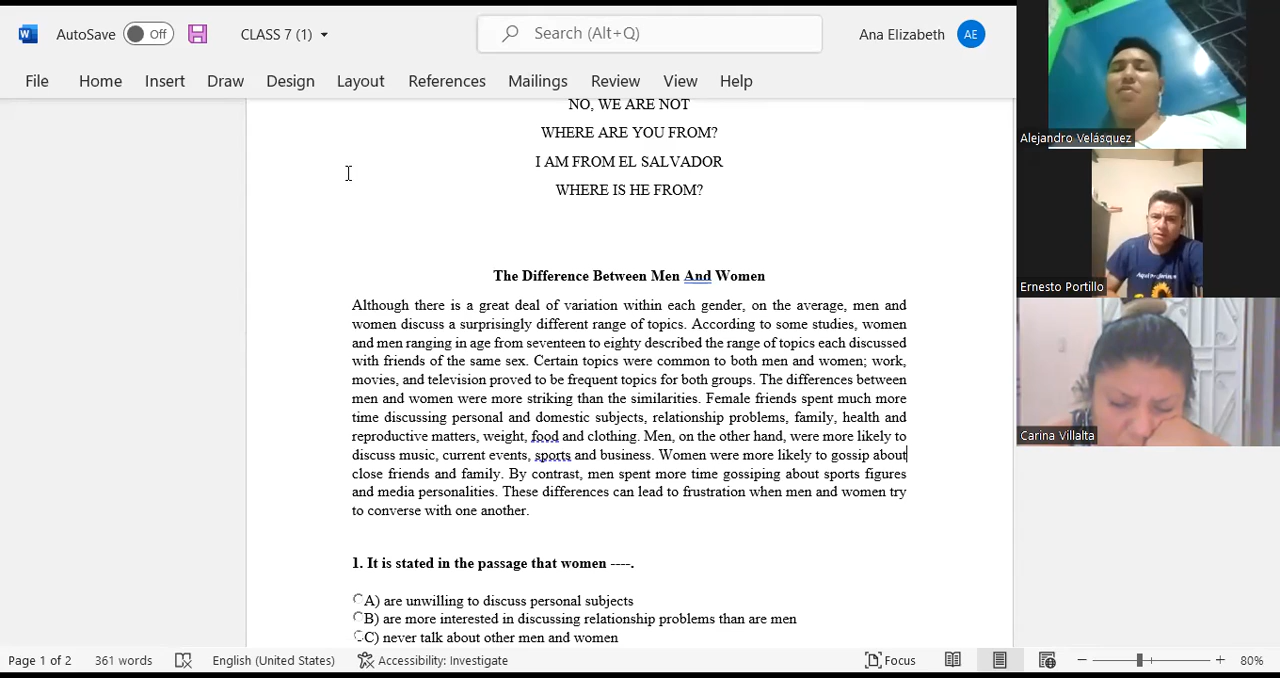 AutoSave Off CLASS 7 (1) Search (Alt+Q) Ana Elizabeth AE
File Home Insert Draw Design Layout References Mailings Review View Help
NO, WE ARE NOT
WHERE ARE YOU FROM?
I AM FROM EL SALVADOR
WHERE IS HE FROM?
The Difference Between Men And Women
Although there is a great deal of variation within each gender, on the average, men and
women discuss a surprisingly different range of topics. According to some studies, women
and men ranging in age from seventeen to eighty described the range of topics each discussed
with friends of the same sex. Certain topics were common to both men and women; work,
movies, and television proved to be frequent topics for both groups. The differences between
men and women were more striking than the similarities. Female friends spent much more
time discussing personal and domestic subjects, relationship problems, family, health and
reproductive matters, weight, food and clothing. Men, on the other hand, were more likely to
discuss music, current events, sports and business. Women were more likely to gossip about
close friends and family. By contrast, men spent more time gossiping about sports figures
and media personalities. These differences can lead to frustration when men and women try
to converse with one another.
1. It is stated in the passage that women ----.
A) are unwilling to discuss personal subjects
B) are more interested in discussing relationship problems than are men
C) never talk about other men and women
Page 1 of 2 361 words English (United States) Accessibility: Investigate Focus 80%
Alejandro Velásquez
Ernesto Portillo
Carina Villalta